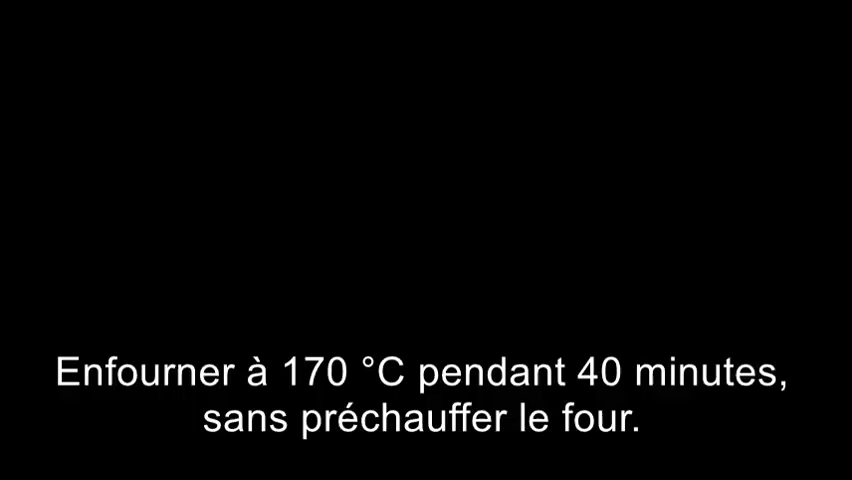 Enfourner à 170 °C pendant 40 minutes,
sans préchauffer le four.